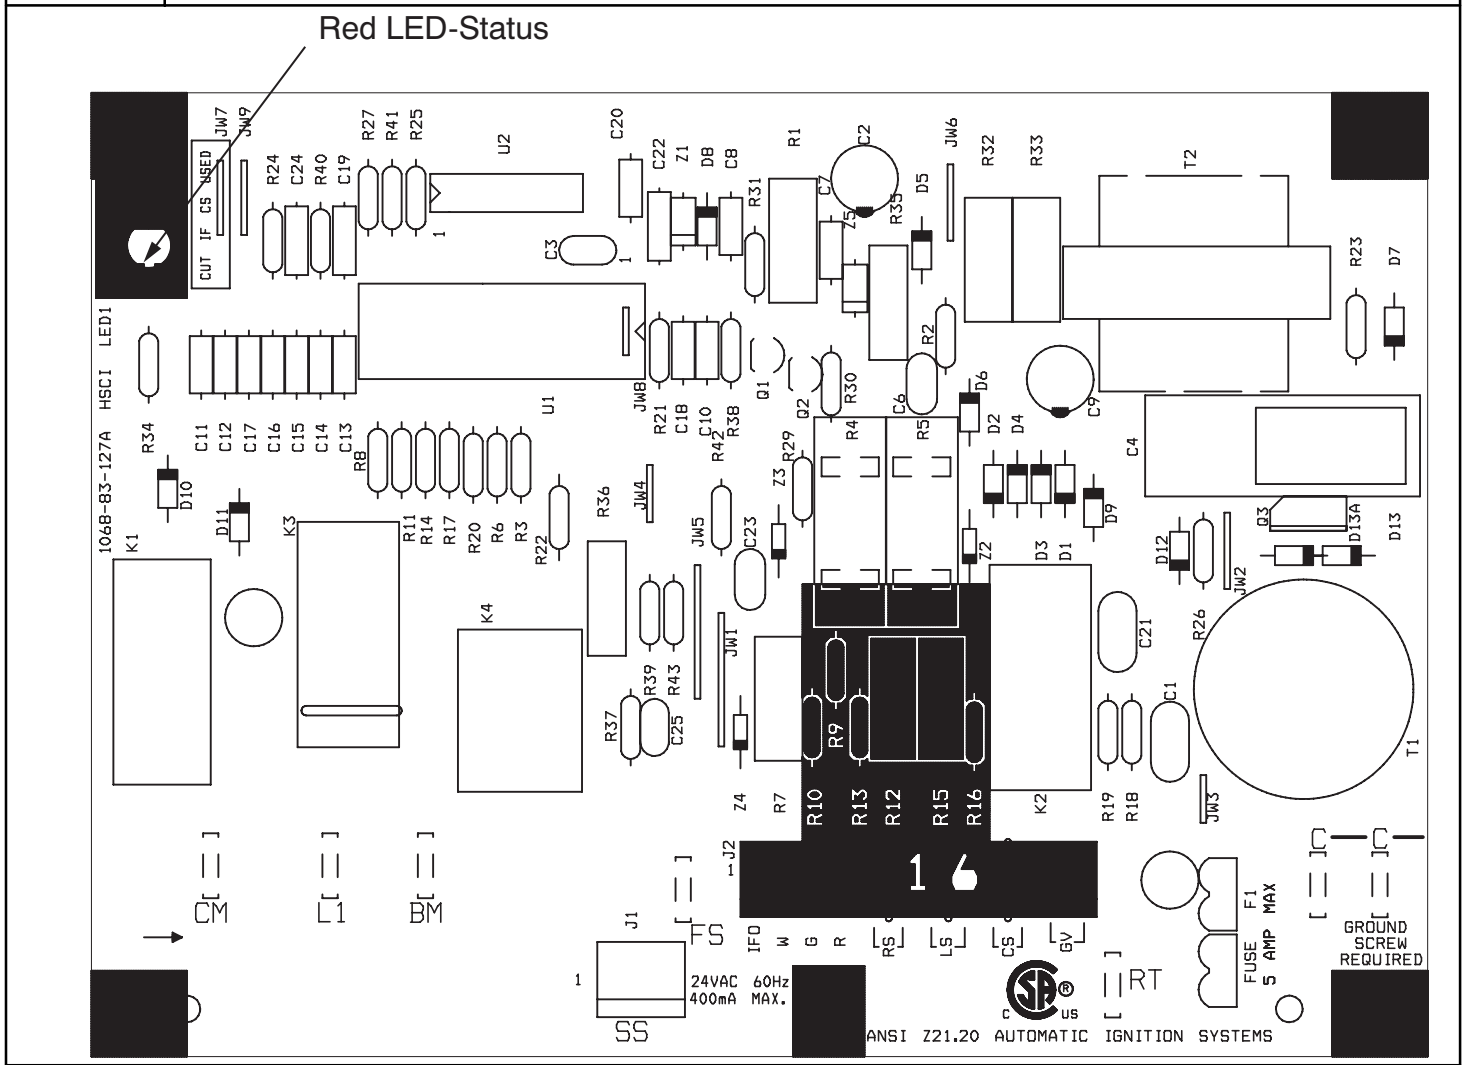 Red LED-Status
JW7
JW9
CUT IF CS USED
R24
C24
R40
C19
R27
R41
R25
U2
1
C20
C3
1
C22
Z1
D8
C8
R31
R1
C7
C2
Z5
R35
D5
JW6
R32
R33
T2
R23
D7
1068-83-127A HSCI LED1
R34
C11
C12
C17
C16
C15
C14
C13
U1
JW8
R21
C18
C10
R38
Q1
Q2
R30
C6
R2
D6
C9
R4
R5
D2
D4
C4
D10
D11
K1
K3
R8
R11
R14
R17
R20
R6
R3
R22
R36
JW4
JW5
R42
C23
Z3
R29
Z2
D3
D1
D9
D12
Q3
D13A
D13
JW2
R26
K4
R39
R43
JW1
R37
C25
Z4
R7
R10
R9
R13
R12
R15
R16
K2
C21
R19
R18
C1
JW3
T1
CM
L1
BM
J1
1
SS
FS
J2
1
16
IFO
W
G
R
RS
LS
CS
GV
24VAC 60Hz
400mA MAX.
C US
SA
®
RT
F1
FUSE
5 AMP MAX
C
C
GROUND
SCREW
REQUIRED
ANSI Z21.20 AUTOMATIC IGNITION SYSTEMS